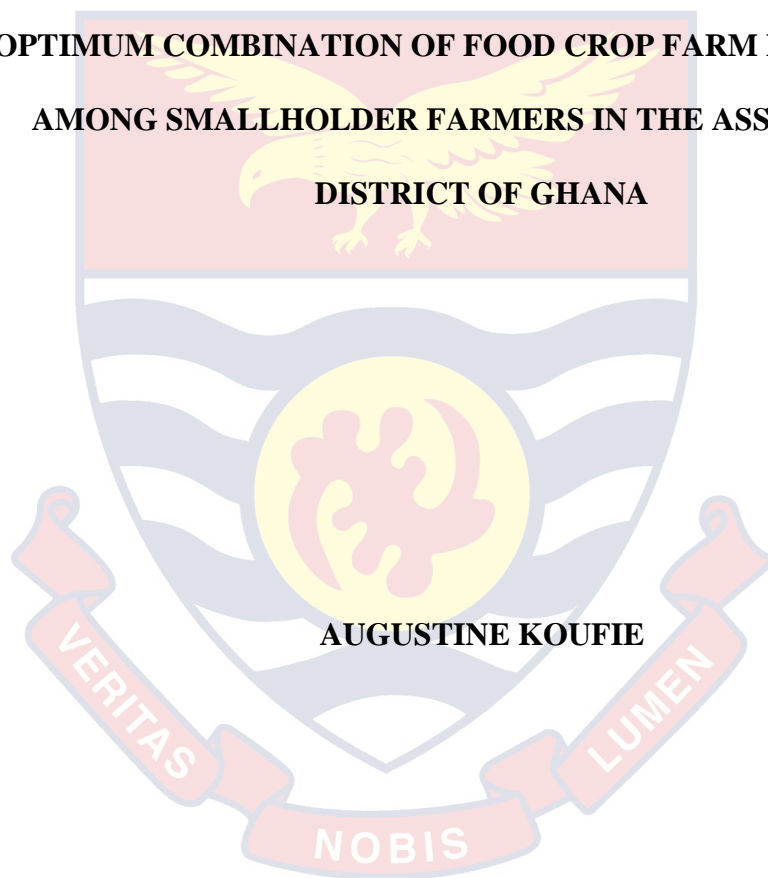 OPTIMUM COMBINATION OF FOOD CROP FARM
AMONG SMALLHOLDER FARMERS IN THE ASS
DISTRICT OF GHANA
AUGUSTINE KOUFIE
VERITAS
NOBIS
LUMEN